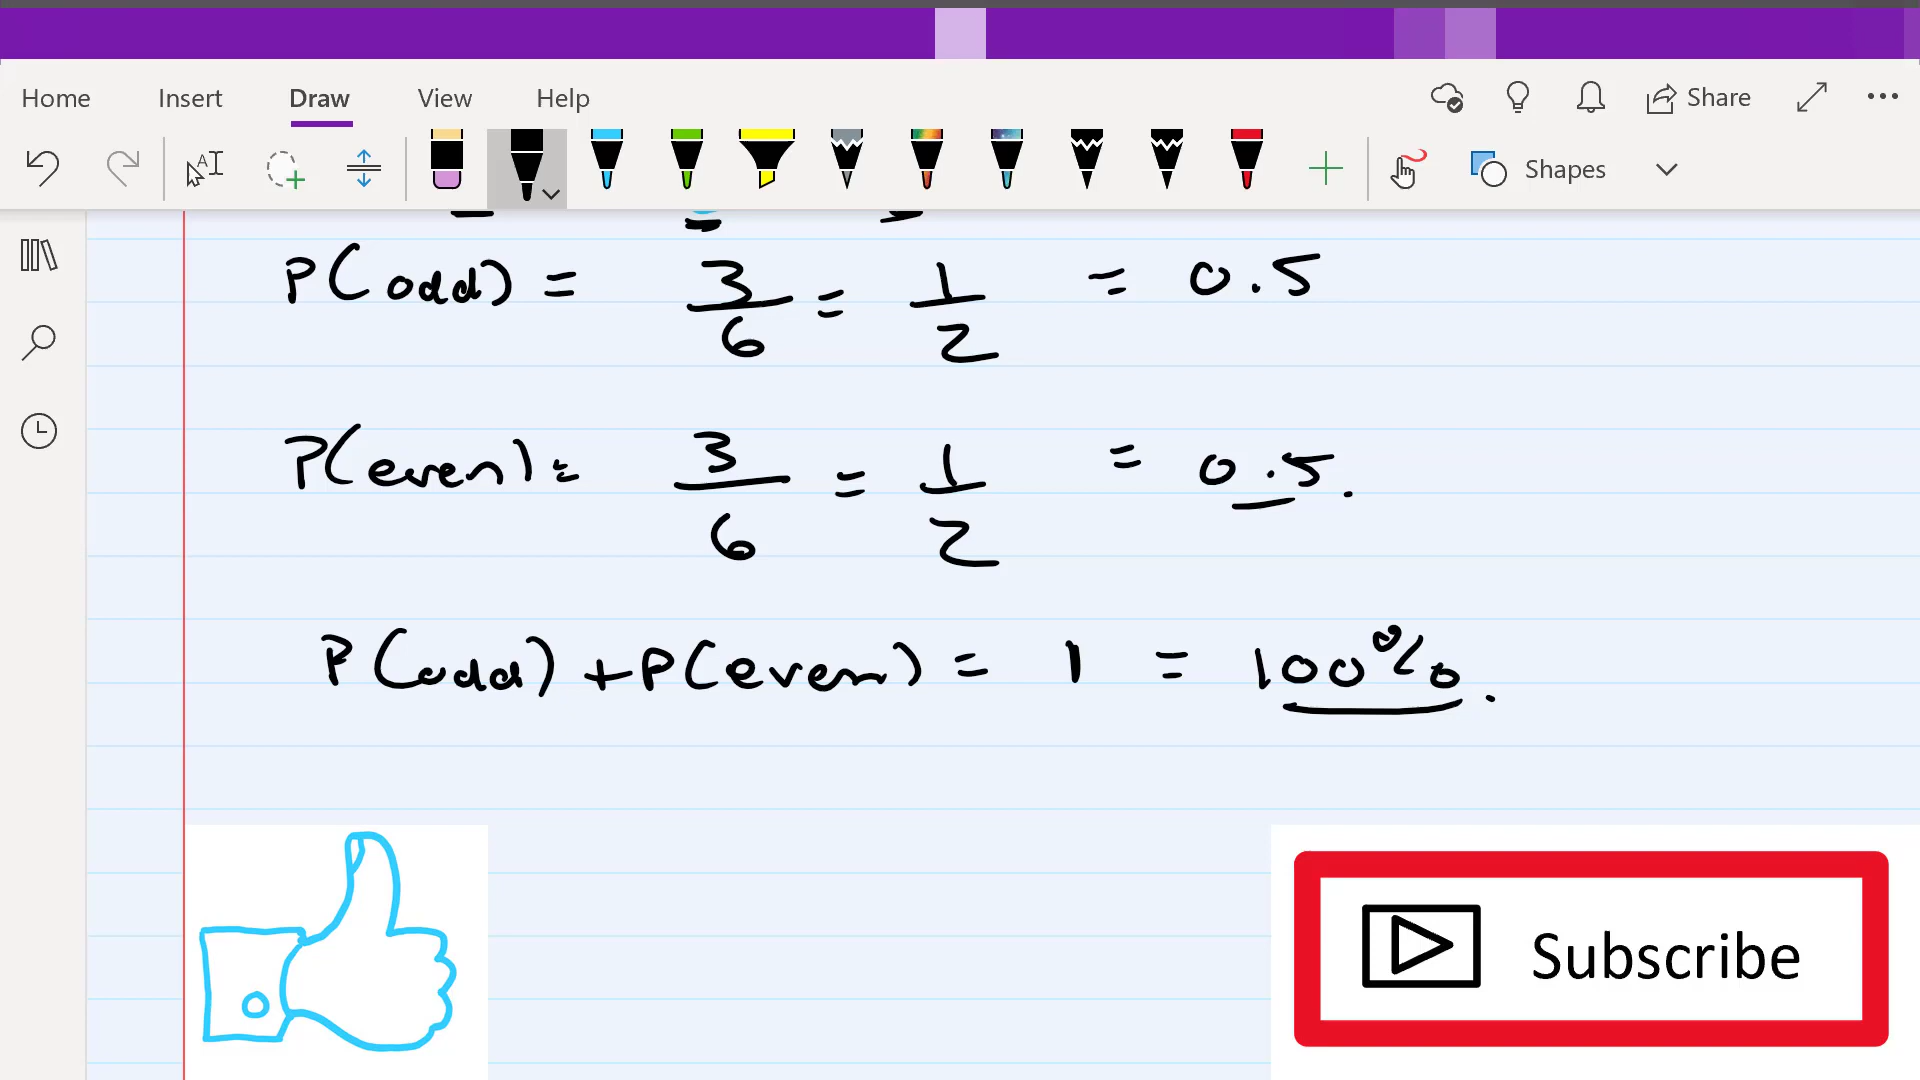 Home Insert Draw View Help Share
Shapes
P(odd) = 3/6 = 1/2 = 0.5
P(even) = 3/6 = 1/2 = 0.5.
P(odd) + P(even) = 1 = 100%.
Subscribe